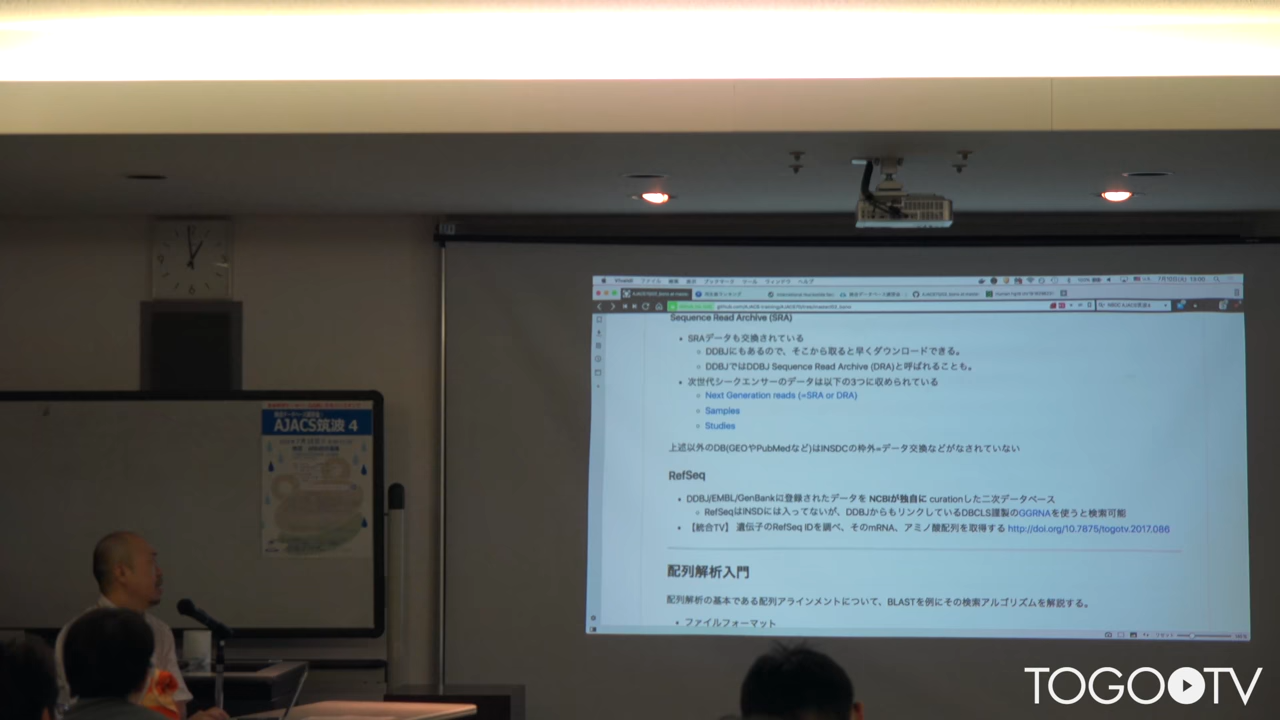 AJACS筑波 4
Sequence Read Archive (SRA)
• SRAデータも交換されている
◦ DDBJにもあるので、そこから取ると早くダウンロードできる。
◦ DDBJではDDBJ Sequence Read Archive (DRA)と呼ばれることも。
• 次世代シークエンサーのデータは以下の3つに収められている
◦ Next Generation reads (=SRA or DRA)
◦ Samples
◦ Studies
上述以外のDB(GEOやPubMedなど)はINSDCの枠外=データ交換などがなされていない
RefSeq
• DDBJ/EMBL/GenBankに登録されたデータを NCBIが独自に curationした二次データベース
◦ RefSeqはINSDには入ってないが、DDBJからもリンクしているDBCLS謹製のGGRNAを使うと検索可能
• 【統合TV】 遺伝子のRefSeq IDを調べ、そのmRNA、アミノ酸配列を取得する http://doi.org/10.7875/togotv.2017.086
配列解析入門
配列解析の基本である配列アラインメントについて、BLASTを例にその検索アルゴリズムを解説する。
• ファイルフォーマット
TOGOTV